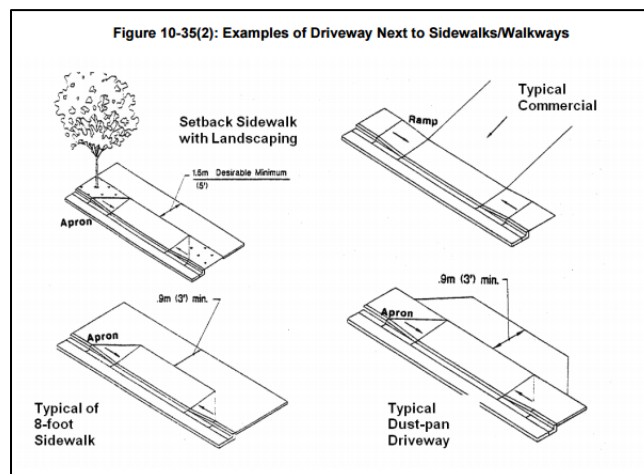 Figure 10-35(2): Examples of Driveway Next to Sidewalks/Walkways
Setback Sidewalk
with Landscaping
1.5m Desirable Minimum
(5')
Apron
Typical
Commercial
Ramp
.9m (3') min.
Apron
Typical of
8-foot
Sidewalk
.9m (3') min.
Apron
Typical
Dust-pan
Driveway